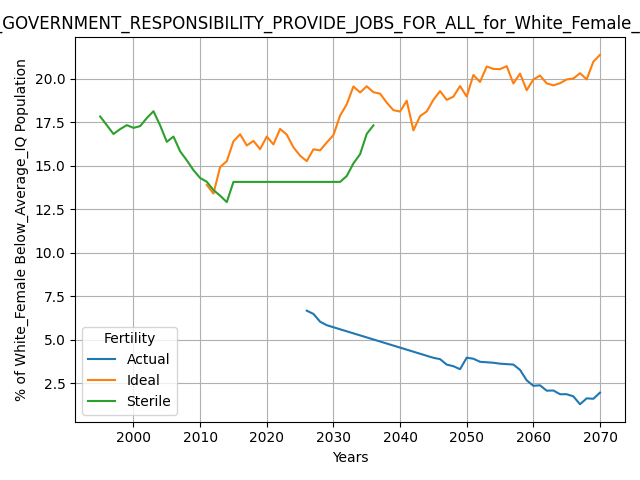 _GOVERNMENT_RESPONSIBILITY_PROVIDE_JOBS_FOR_ALL_for_White_Female_
% of White_Female Below_Average_IQ Population
20.0
17.5
15.0
12.5
10.0
7.5
5.0
2.5
Fertility
Actual
Ideal
Sterile
2000 2010 2020 2030 2040 2050 2060 2070
Years